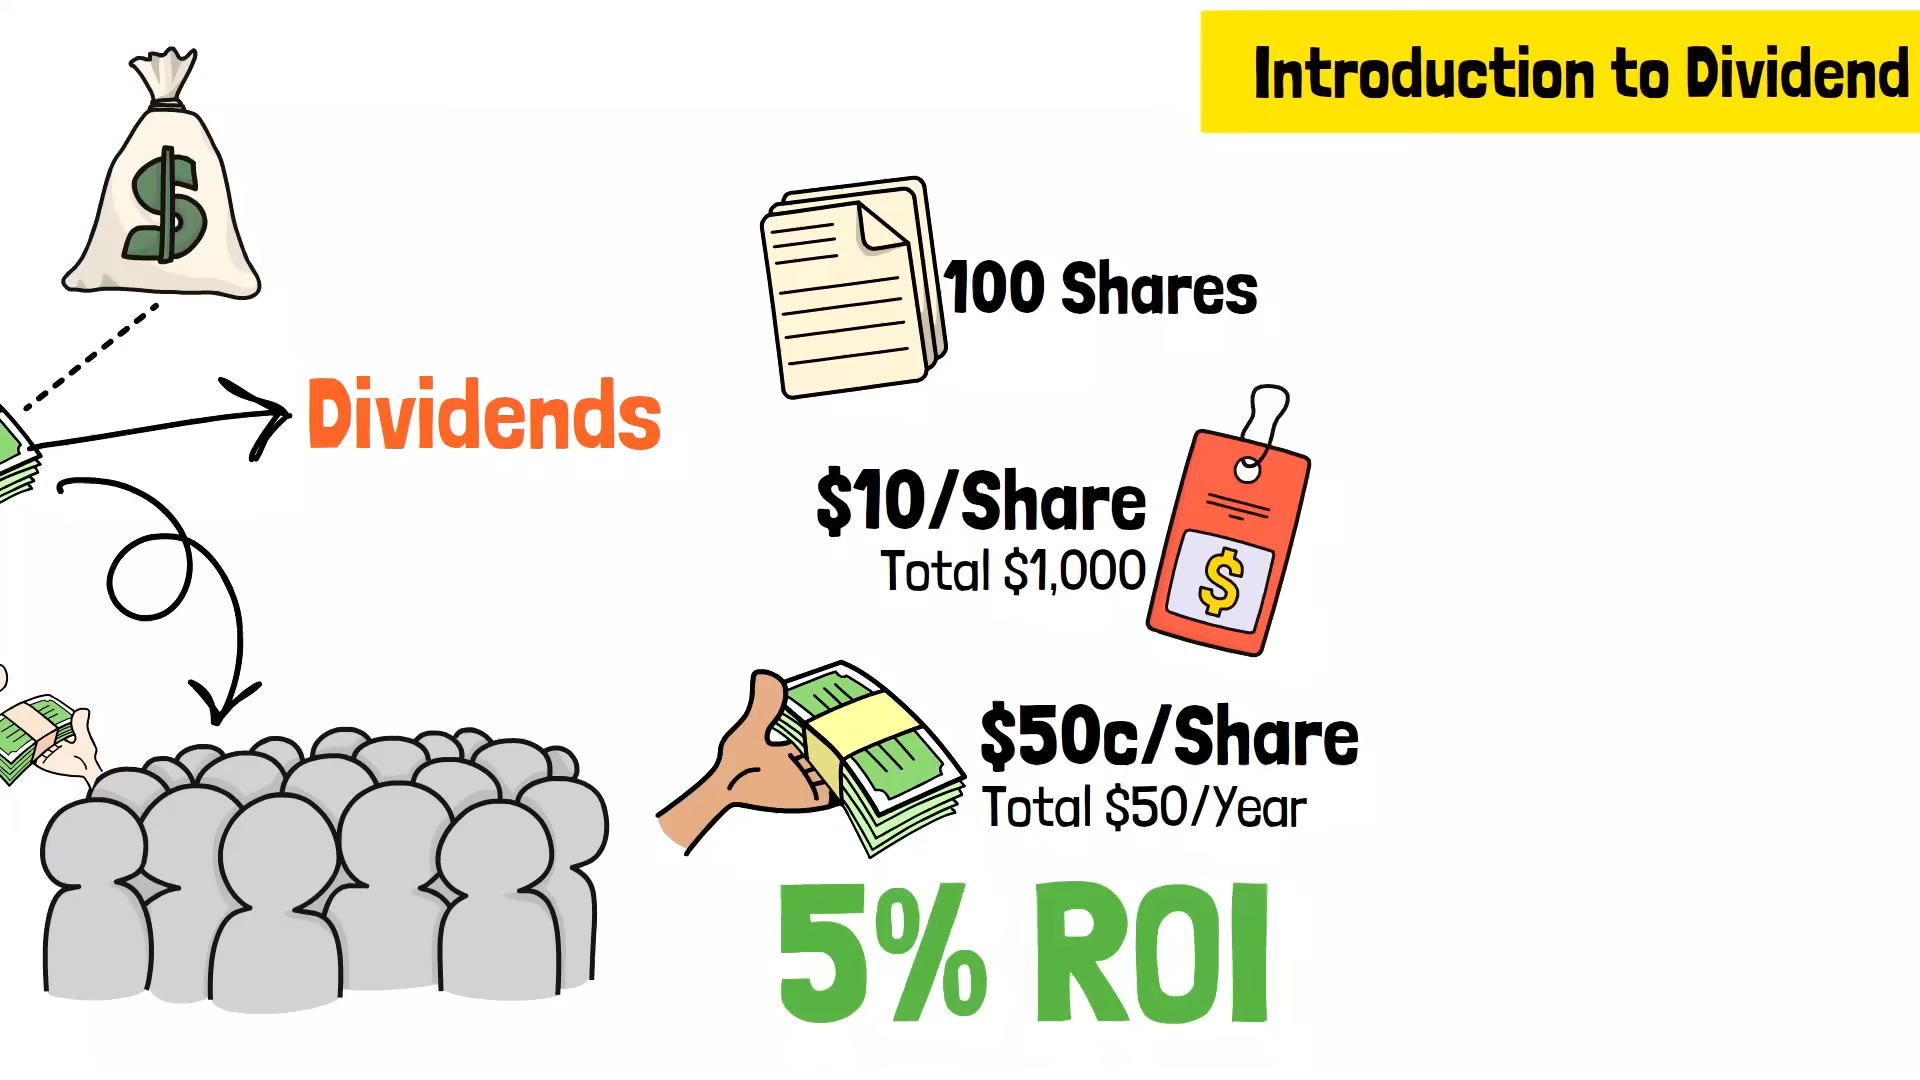 Introduction to Dividend
100 Shares
Dividends
$10/Share
Total $1,000
$50c/Share
Total $50/Year
5% ROI